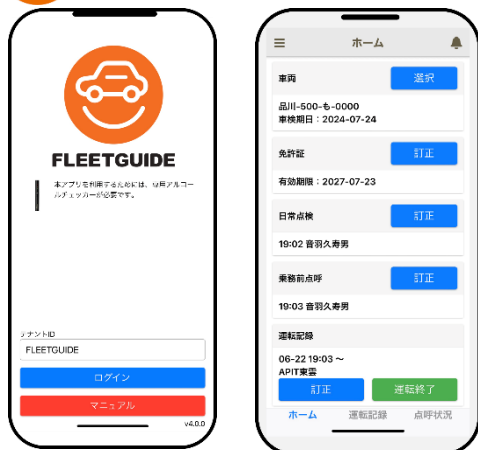 FLEETGUIDE
本アプリを利用するためには、専用アルコー
ルチェッカーが必要です。
テナントID
FLEETGUIDE
ログイン
マニュアル
v4.0.0
ホーム
車両
選択
品川-500-も-0000
車検期日：2024-07-24
免許証
訂正
有効期限：2027-07-23
日常点検
訂正
19:02 音羽久寿男
乗務前点呼
訂正
19:03 音羽久寿男
運転記録
06-22 19:03 ～
APIT東雲
訂正
運転終了
ホーム
運転記録
点呼状況